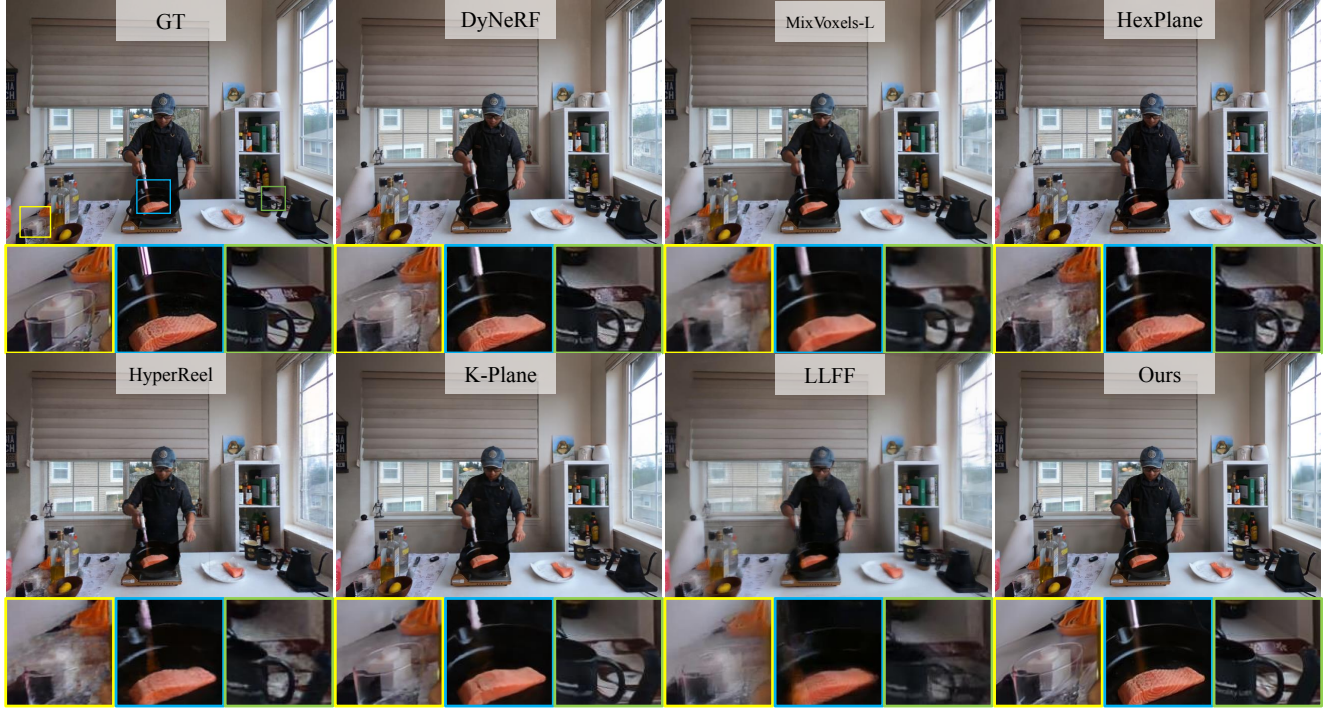 GT
DyNeRF
MixVoxels-L
HexPlane
HyperReel
K-Plane
LLFF
Ours